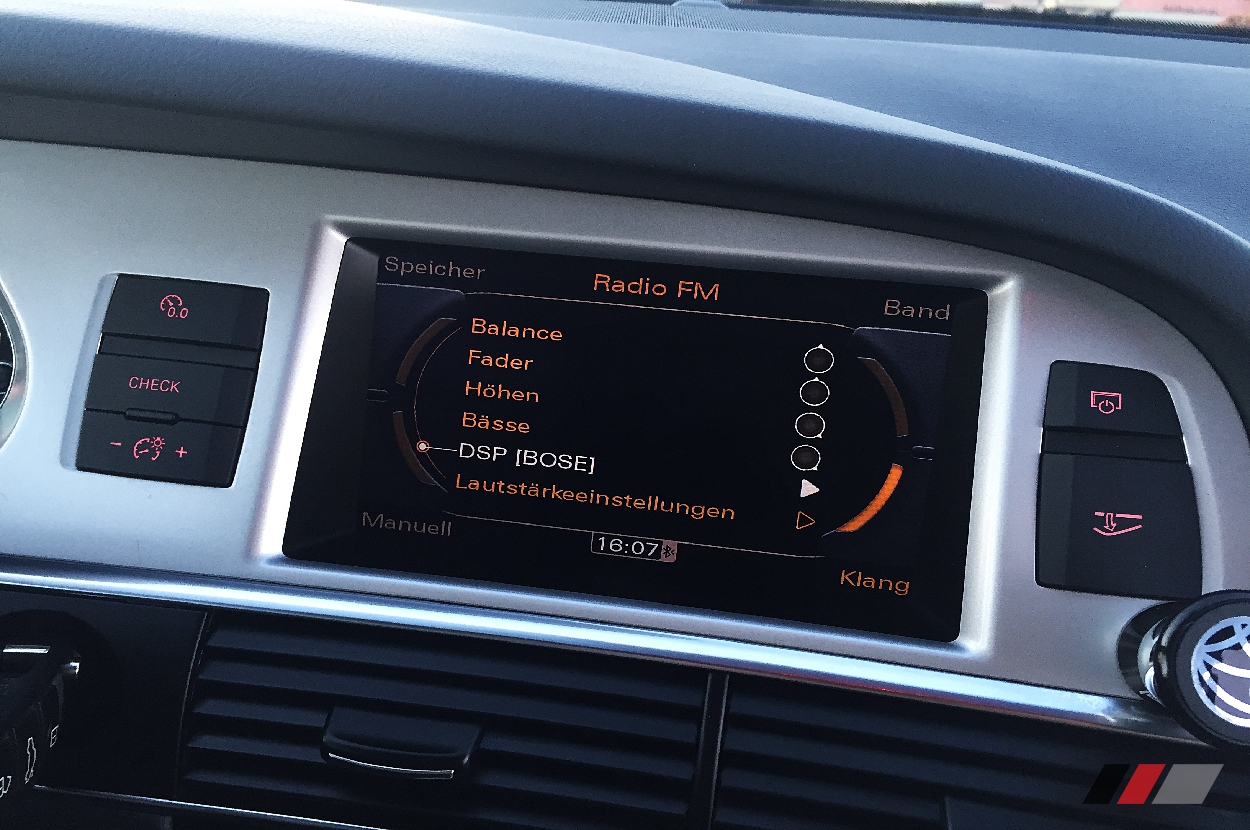 Speicher
Radio FM
Band
Balance
Fader
Höhen
Bässe
DSP [BOSE]
Lautstärkeeinstellungen
Manuell
16:07
Klang
0.0
CHECK
- +